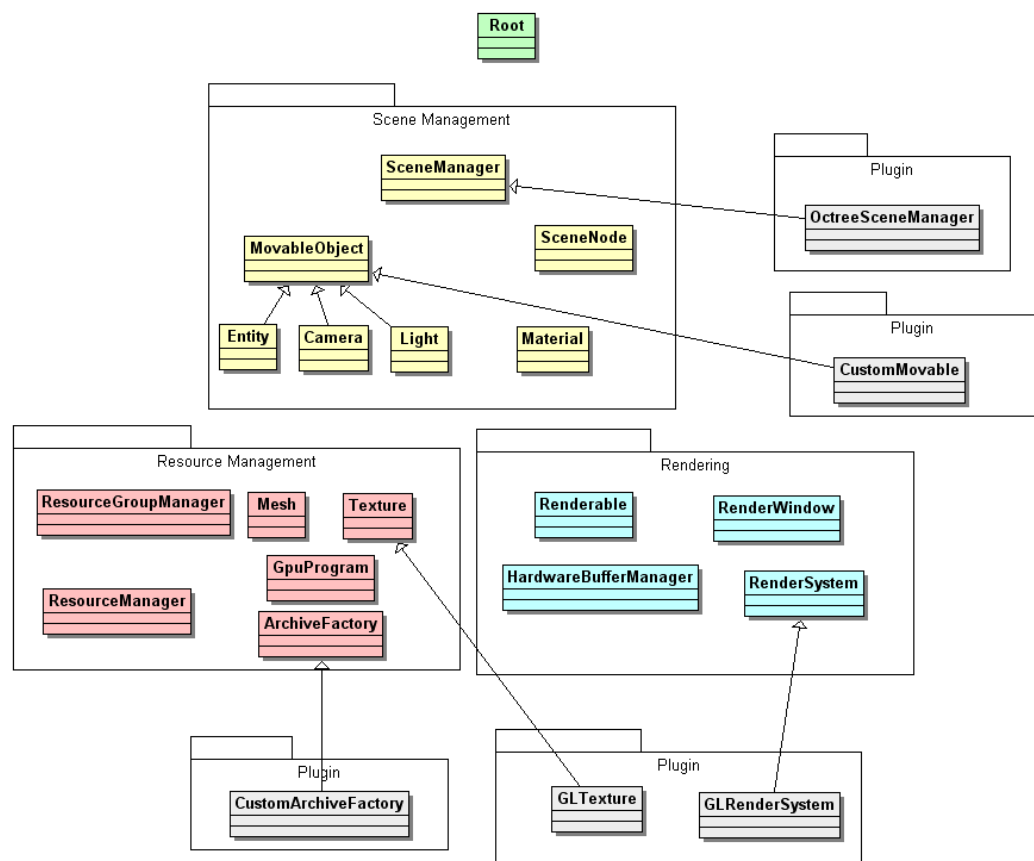 Root
Scene Management
SceneManager
Plugin
OctreeSceneManager
SceneNode
MovableObject
Plugin
Entity
Camera
Light
Material
CustomMovable
Resource Management
Rendering
ResourceGroupManager
Mesh
Texture
Renderable
RenderWindow
GpuProgram
HardwareBufferManager
RenderSystem
ResourceManager
ArchiveFactory
Plugin
CustomArchiveFactory
Plugin
GLTexture
GLRenderSystem